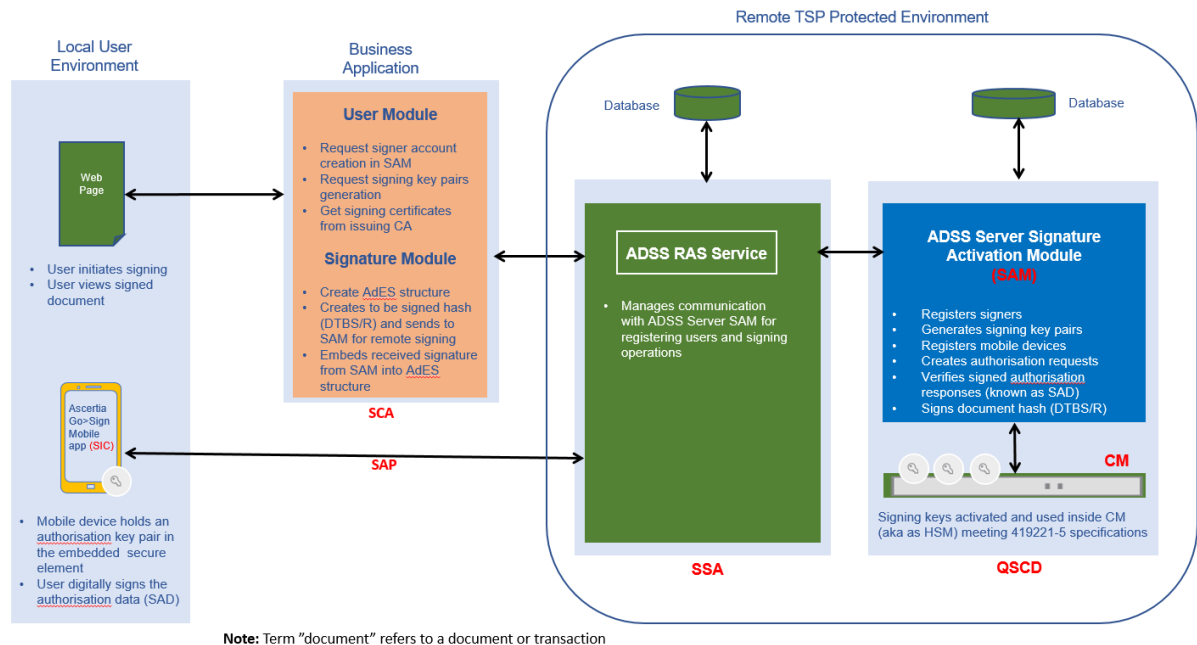 Remote TSP Protected Environment
Local User
Environment
Web
Page
• User initiates signing
• User views signed
document
Ascertia
Go>Sign
Mobile
app (SIC)
• Mobile device holds an
authorisation key pair in
the embedded secure
element
• User digitally signs the
authorisation data (SAD)
Business
Application
User Module
• Request signer account
creation in SAM
• Request signing key pairs
generation
• Get signing certificates
from issuing CA
Signature Module
• Create AdES structure
• Creates to be signed hash
(DTBS/R) and sends to
SAM for remote signing
• Embeds received signature
from SAM into AdES
structure
SCA
SAP
Database
ADSS RAS Service
• Manages communication
with ADSS Server SAM for
registering users and signing
operations
SSA
Database
ADSS Server Signature
Activation Module
(SAM)
• Registers signers
• Generates signing key pairs
• Registers mobile devices
• Creates authorisation requests
• Verifies signed authorisation
responses (known as SAD)
• Signs document hash (DTBS/R)
CM
Signing keys activated and used inside CM
(aka as HSM) meeting 419221-5 specifications
QSCD
Note: Term ”document” refers to a document or transaction